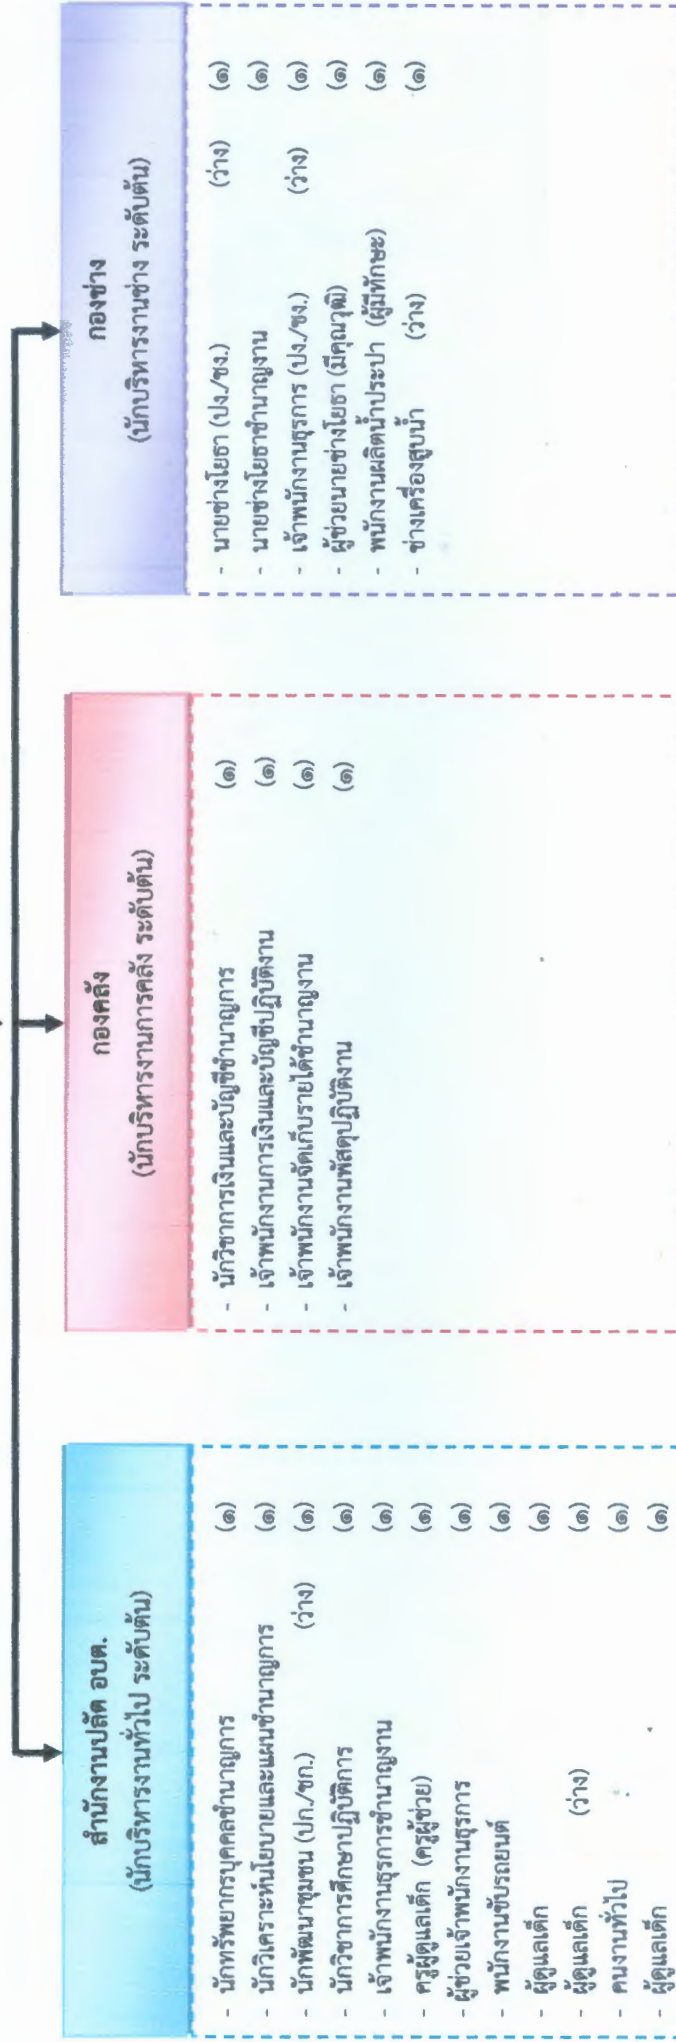 สำนักงานปลัด อบต.
(นักบริหารงานทั่วไป ระดับต้น)
- นักทรัพยากรบุคคลชำนาญการ (๑)
- นักวิเคราะห์นโยบายและแผนชำนาญการ (๑)
- นักพัฒนาชุมชน (ปก./ชก.) (ว่าง) (๑)
- นักวิชาการศึกษาปฏิบัติการ (๑)
- เจ้าพนักงานธุรการชำนาญงาน (๑)
- ครูผู้ดูแลเด็ก (ครูผู้ช่วย) (๑)
- ผู้ช่วยเจ้าพนักงานธุรการ (๑)
- พนักงานขับรถยนต์ (๑)
- ผู้ดูแลเด็ก (๑)
- ผู้ดูแลเด็ก (ว่าง) (๑)
- คนงานทั่วไป (๑)
- ผู้ดูแลเด็ก (๑)
กองคลัง
(นักบริหารงานการคลัง ระดับต้น)
- นักวิชาการเงินและบัญชีชำนาญการ (๑)
- เจ้าพนักงานการเงินและบัญชีปฏิบัติงาน (๑)
- เจ้าพนักงานจัดเก็บรายได้ชำนาญงาน (๑)
- เจ้าพนักงานพัสดุปฏิบัติงาน (๑)
กองช่าง
(นักบริหารงานช่าง ระดับต้น)
- นายช่างโยธา (ปง./ชง.) (ว่าง) (๑)
- นายช่างโยธาชำนาญงาน (๑)
- เจ้าพนักงานธุรการ (ปง./ชง.) (ว่าง) (๑)
- ผู้ช่วยนายช่างโยธา (มีคุณวุฒิ) (๑)
- พนักงานผลิตน้ำประปา (ผู้มีทักษะ) (๑)
- ช่างเครื่องสูบน้ำ (ว่าง) (๑)